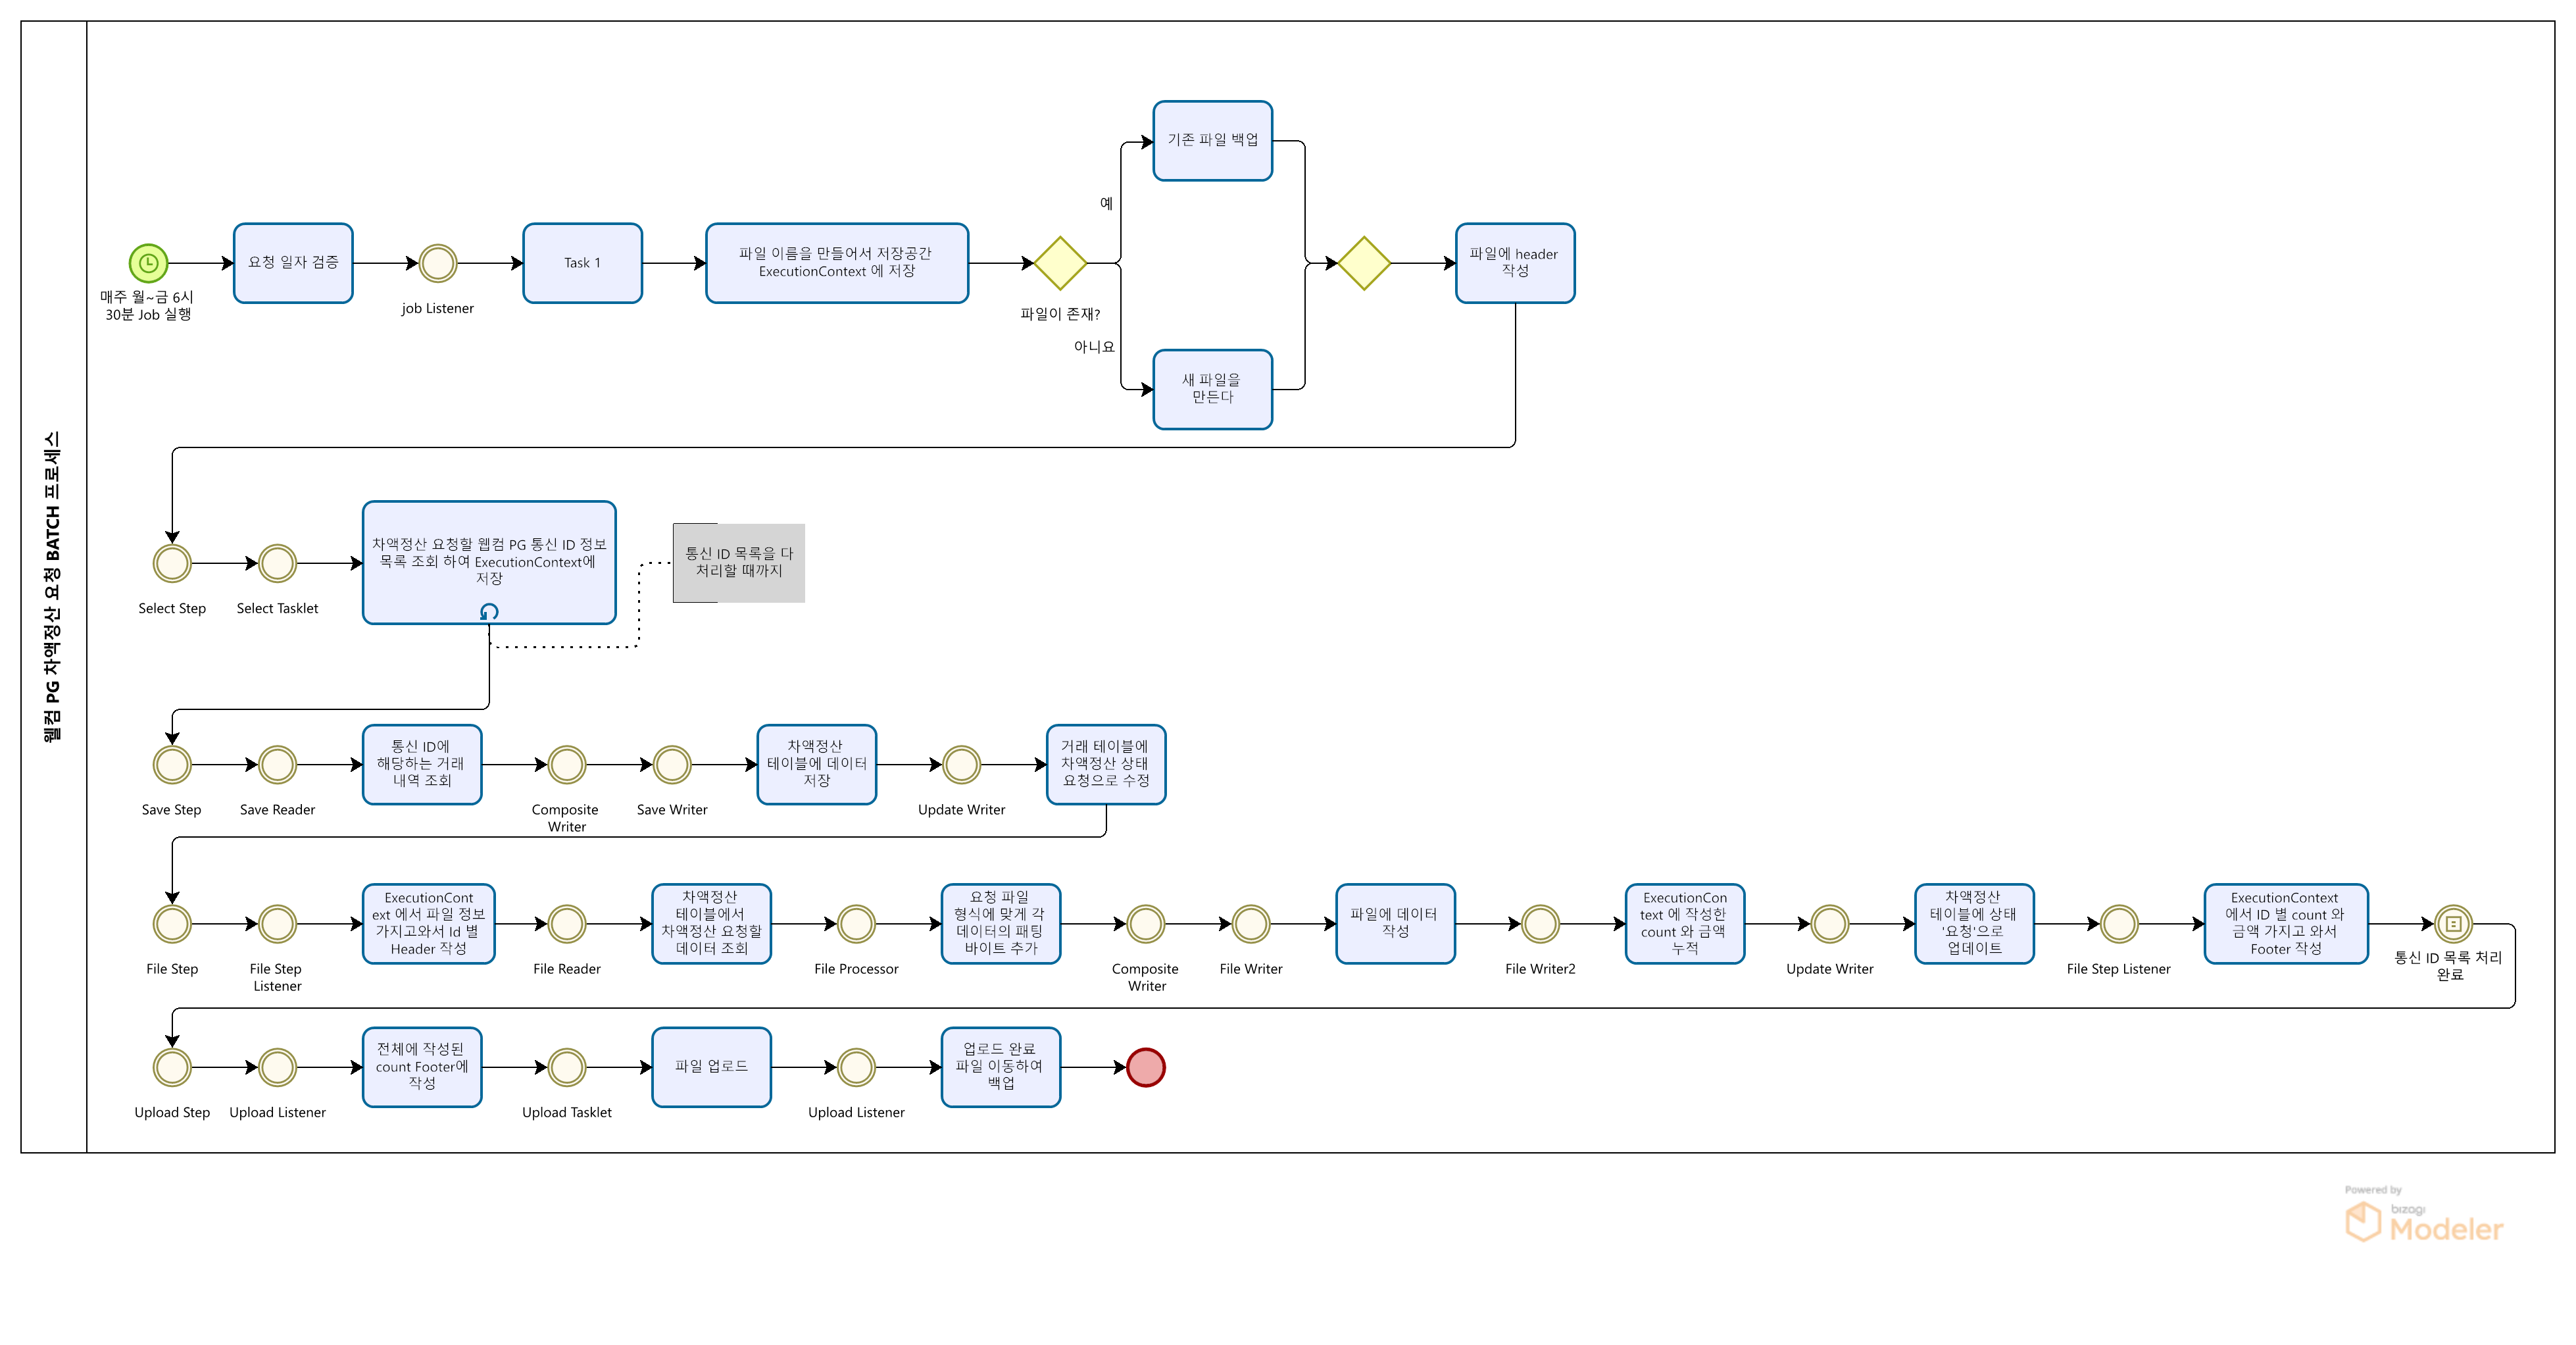 웰컴 PG 차액정산 요청 BATCH 프로세스
매주 월~금 6시
30분 Job 실행
요청 일자 검증
job Listener
Task 1
파일 이름을 만들어서 저장공간
ExecutionContext 에 저장
파일이 존재?
예
아니요
기존 파일 백업
새 파일을
만든다
파일에 header
작성
Select Step
Select Tasklet
차액정산 요청할 웹컴 PG 통신 ID 정보
목록 조회 하여 ExecutionContext에
저장
통신 ID 목록을 다
처리할 때까지
Save Step
Save Reader
통신 ID에
해당하는 거래
내역 조회
Composite
Writer
Save Writer
차액정산
테이블에 데이터
저장
Update Writer
거래 테이블에
차액정산 상태
요청으로 수정
File Step
File Step
Listener
ExecutionCont
ext 에서 파일 정보
가지고와서 Id 별
Header 작성
File Reader
차액정산
테이블에서
차액정산 요청할
데이터 조회
File Processor
요청 파일
형식에 맞게 각
데이터의 패팅
바이트 추가
Composite
Writer
File Writer
파일에 데이터
작성
File Writer2
ExecutionCon
text 에 작성한
count 와 금액
누적
Update Writer
차액정산
테이블에 상태
'요청'으로
업데이트
File Step Listener
ExecutionContext
에서 ID 별 count 와
금액 가지고 와서
Footer 작성
통신 ID 목록 처리
완료
Upload Step
Upload Listener
전체에 작성된
count Footer에
작성
Upload Tasklet
파일 업로드
Upload Listener
업로드 완료
파일 이동하여
백업
Powered by
bizagi
Modeler